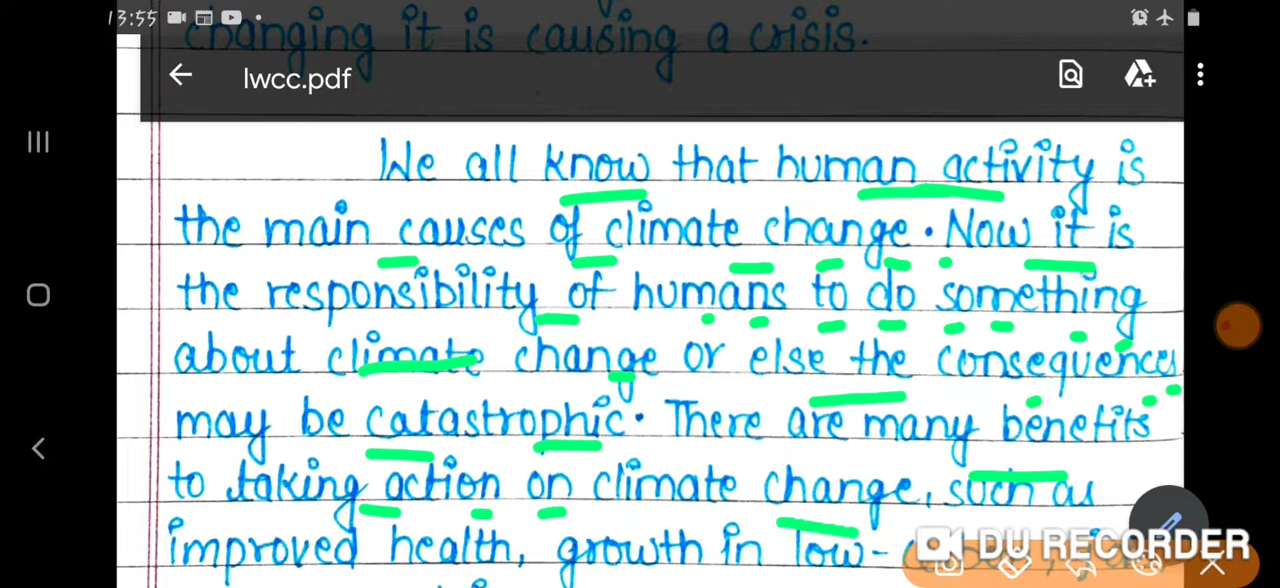 13:55
changing it is causing a crisis.
lwcc.pdf
We all know that human activity is
the main causes of climate change. Now it is
the responsibility of humans to do something
about climate change or else the consequences
may be catastrophic. There are many benefits
to taking action on climate change, such as
improved health, growth in low-
DU RECORDER